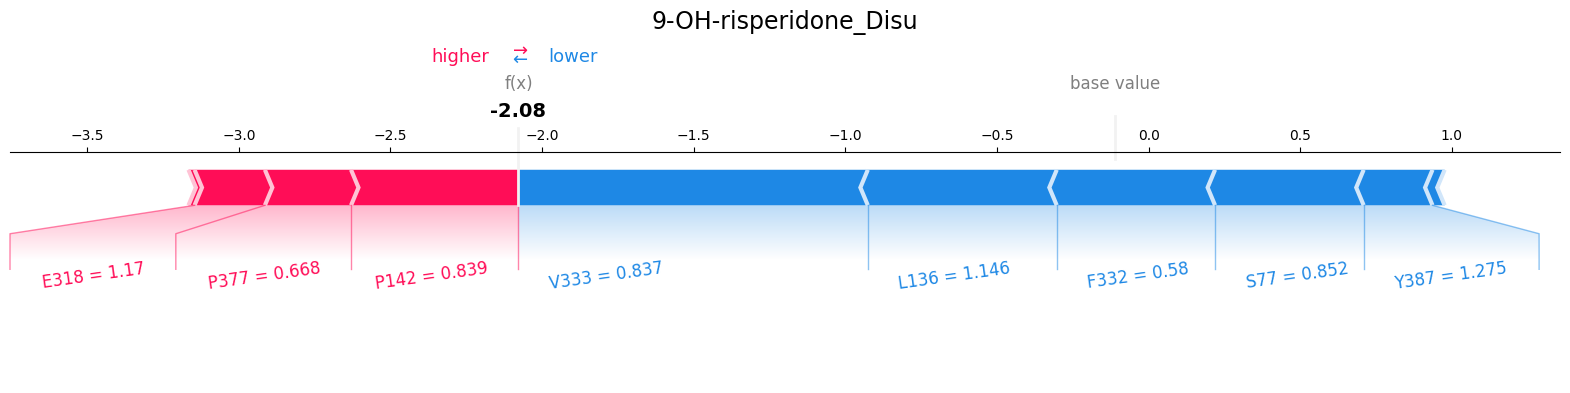 9-OH-risperidone_Disu
higher ⇄ lower
f(x) base value
-2.08
−3.5 −3.0 −2.5 −2.0 −1.5 −1.0 −0.5 0.0 0.5 1.0
E318 = 1.17 P377 = 0.668 P142 = 0.839 V333 = 0.837 L136 = 1.146 F332 = 0.58 S77 = 0.852 Y387 = 1.275